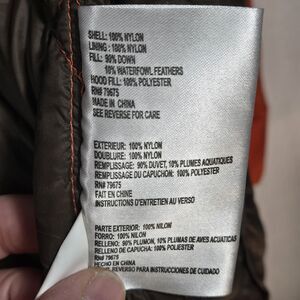 SHELL: 100% NYLON
LINING: 100% NYLON
FILL: 90% DOWN
10% WATERFOWL FEATHERS
HOOD FILL: 100% POLYESTER
RN# 79675
MADE IN CHINA
SEE REVERSE FOR CARE
EXTERIEUR: 100% NYLON
DOUBLURE: 100% NYLON
REMPLISSAGE: 90% DUVET, 10% PLUMES AQUATIQUES
REMPLISSAGE DU CAPUCHON: 100% POLYESTER
RN# 79675
FAIT EN CHINE
INSTRUCTIONS D'ENTRETIEN AU VERSO
PARTE EXTERIOR: 100% NILON
FORRO: 100% NILON
RELLENO: 90% PLUMON, 10% PLUMAS DE AVES ACUATICAS
RELLENO DE CAPUCHA: 100% POLYESTER
RN# 79675
HECHO EN CHINA
REVERSO PARA INSTRUCCIONES DE CUIDADO